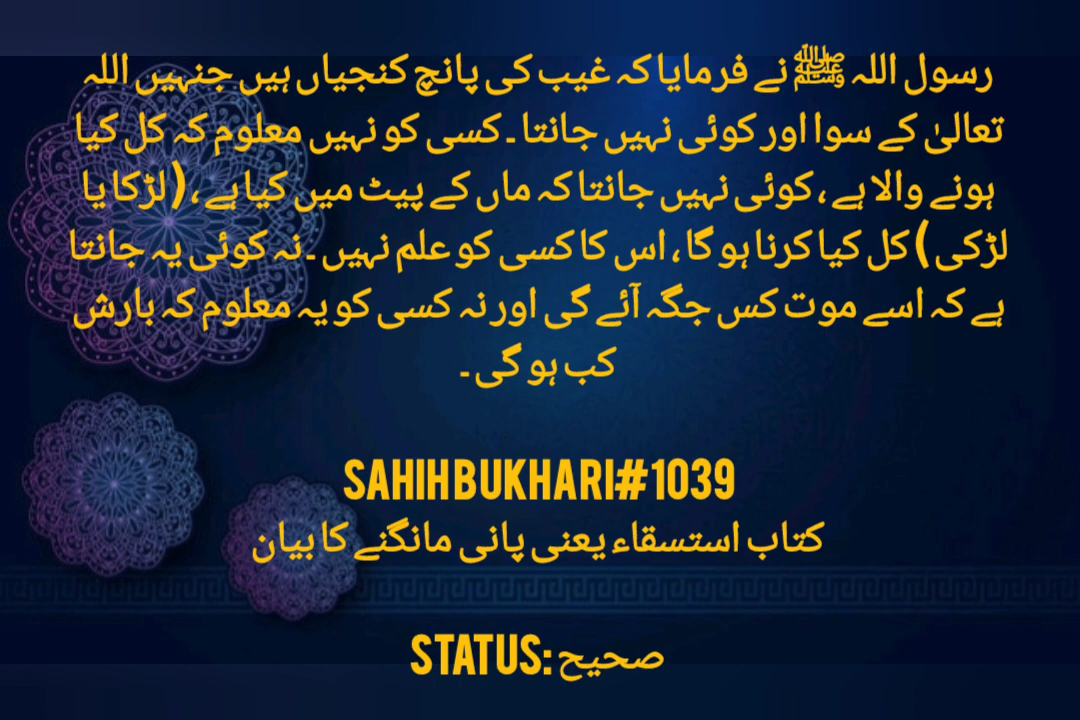 رسول اللہ ﷺ نے فرمایا کہ غیب کی پانچ کنجیاں ہیں جنہیں اللہ
تعالیٰ کے سوا اور کوئی نہیں جانتا ۔ کسی کو نہیں معلوم کہ کل کیا
ہونے والا ہے ، کوئی نہیں جانتا کہ ماں کے پیٹ میں کیا ہے ، ( لڑکا یا
لڑکی ) کل کیا کرنا ہو گا ، اس کا کسی کو علم نہیں ۔ نہ کوئی یہ جانتا
ہے کہ اسے موت کس جگہ آئے گی اور نہ کسی کو یہ معلوم کہ بارش
کب ہو گی ۔
SAHIH BUKHARI# 1039
کتاب استسقاء یعنی پانی مانگنے کا بیان
STATUS: صحیح